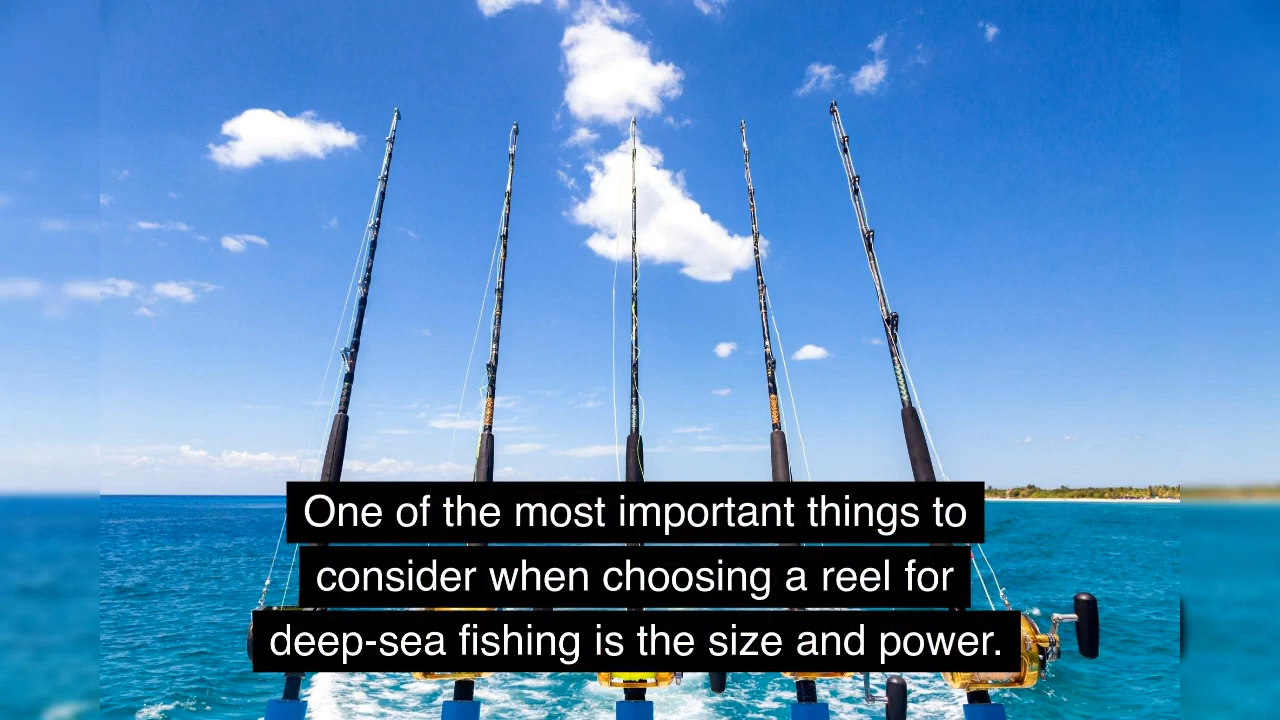 One of the most important things to
consider when choosing a reel for
deep-sea fishing is the size and power.